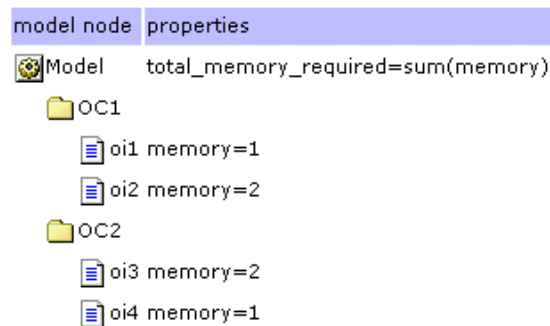 model node properties
Model total_memory_required=sum(memory)
OC1
oi1 memory=1
oi2 memory=2
OC2
oi3 memory=2
oi4 memory=1